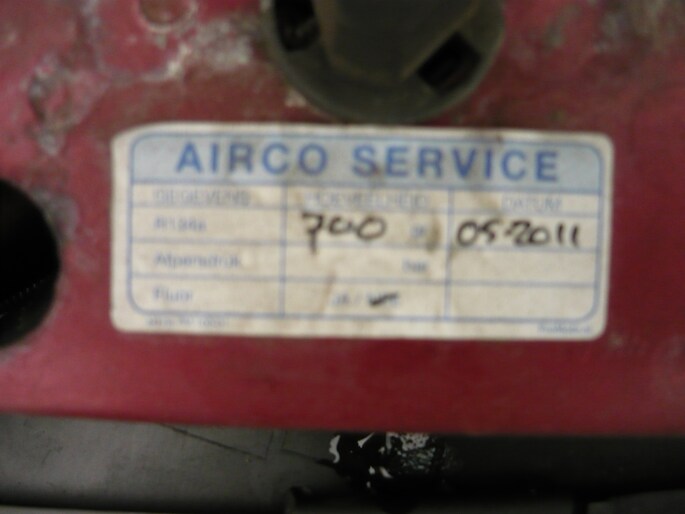 AIRCO SERVICE
GEGEVENS HOEVEELHEID DATUM
R134a 700 gr 05-2011
Afpersdruk bar
Fluor